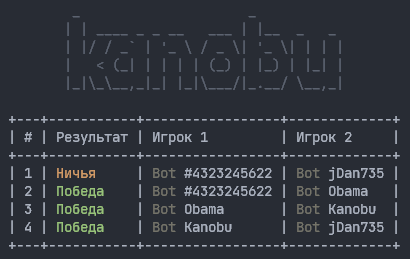 kanobu
# Результат Игрок 1 Игрок 2
1 Ничья Bot #4323245622 Bot jDan735
2 Победа Bot #4323245622 Bot Obama
3 Победа Bot Obama Bot Kanobu
4 Победа Bot Kanobu Bot jDan735